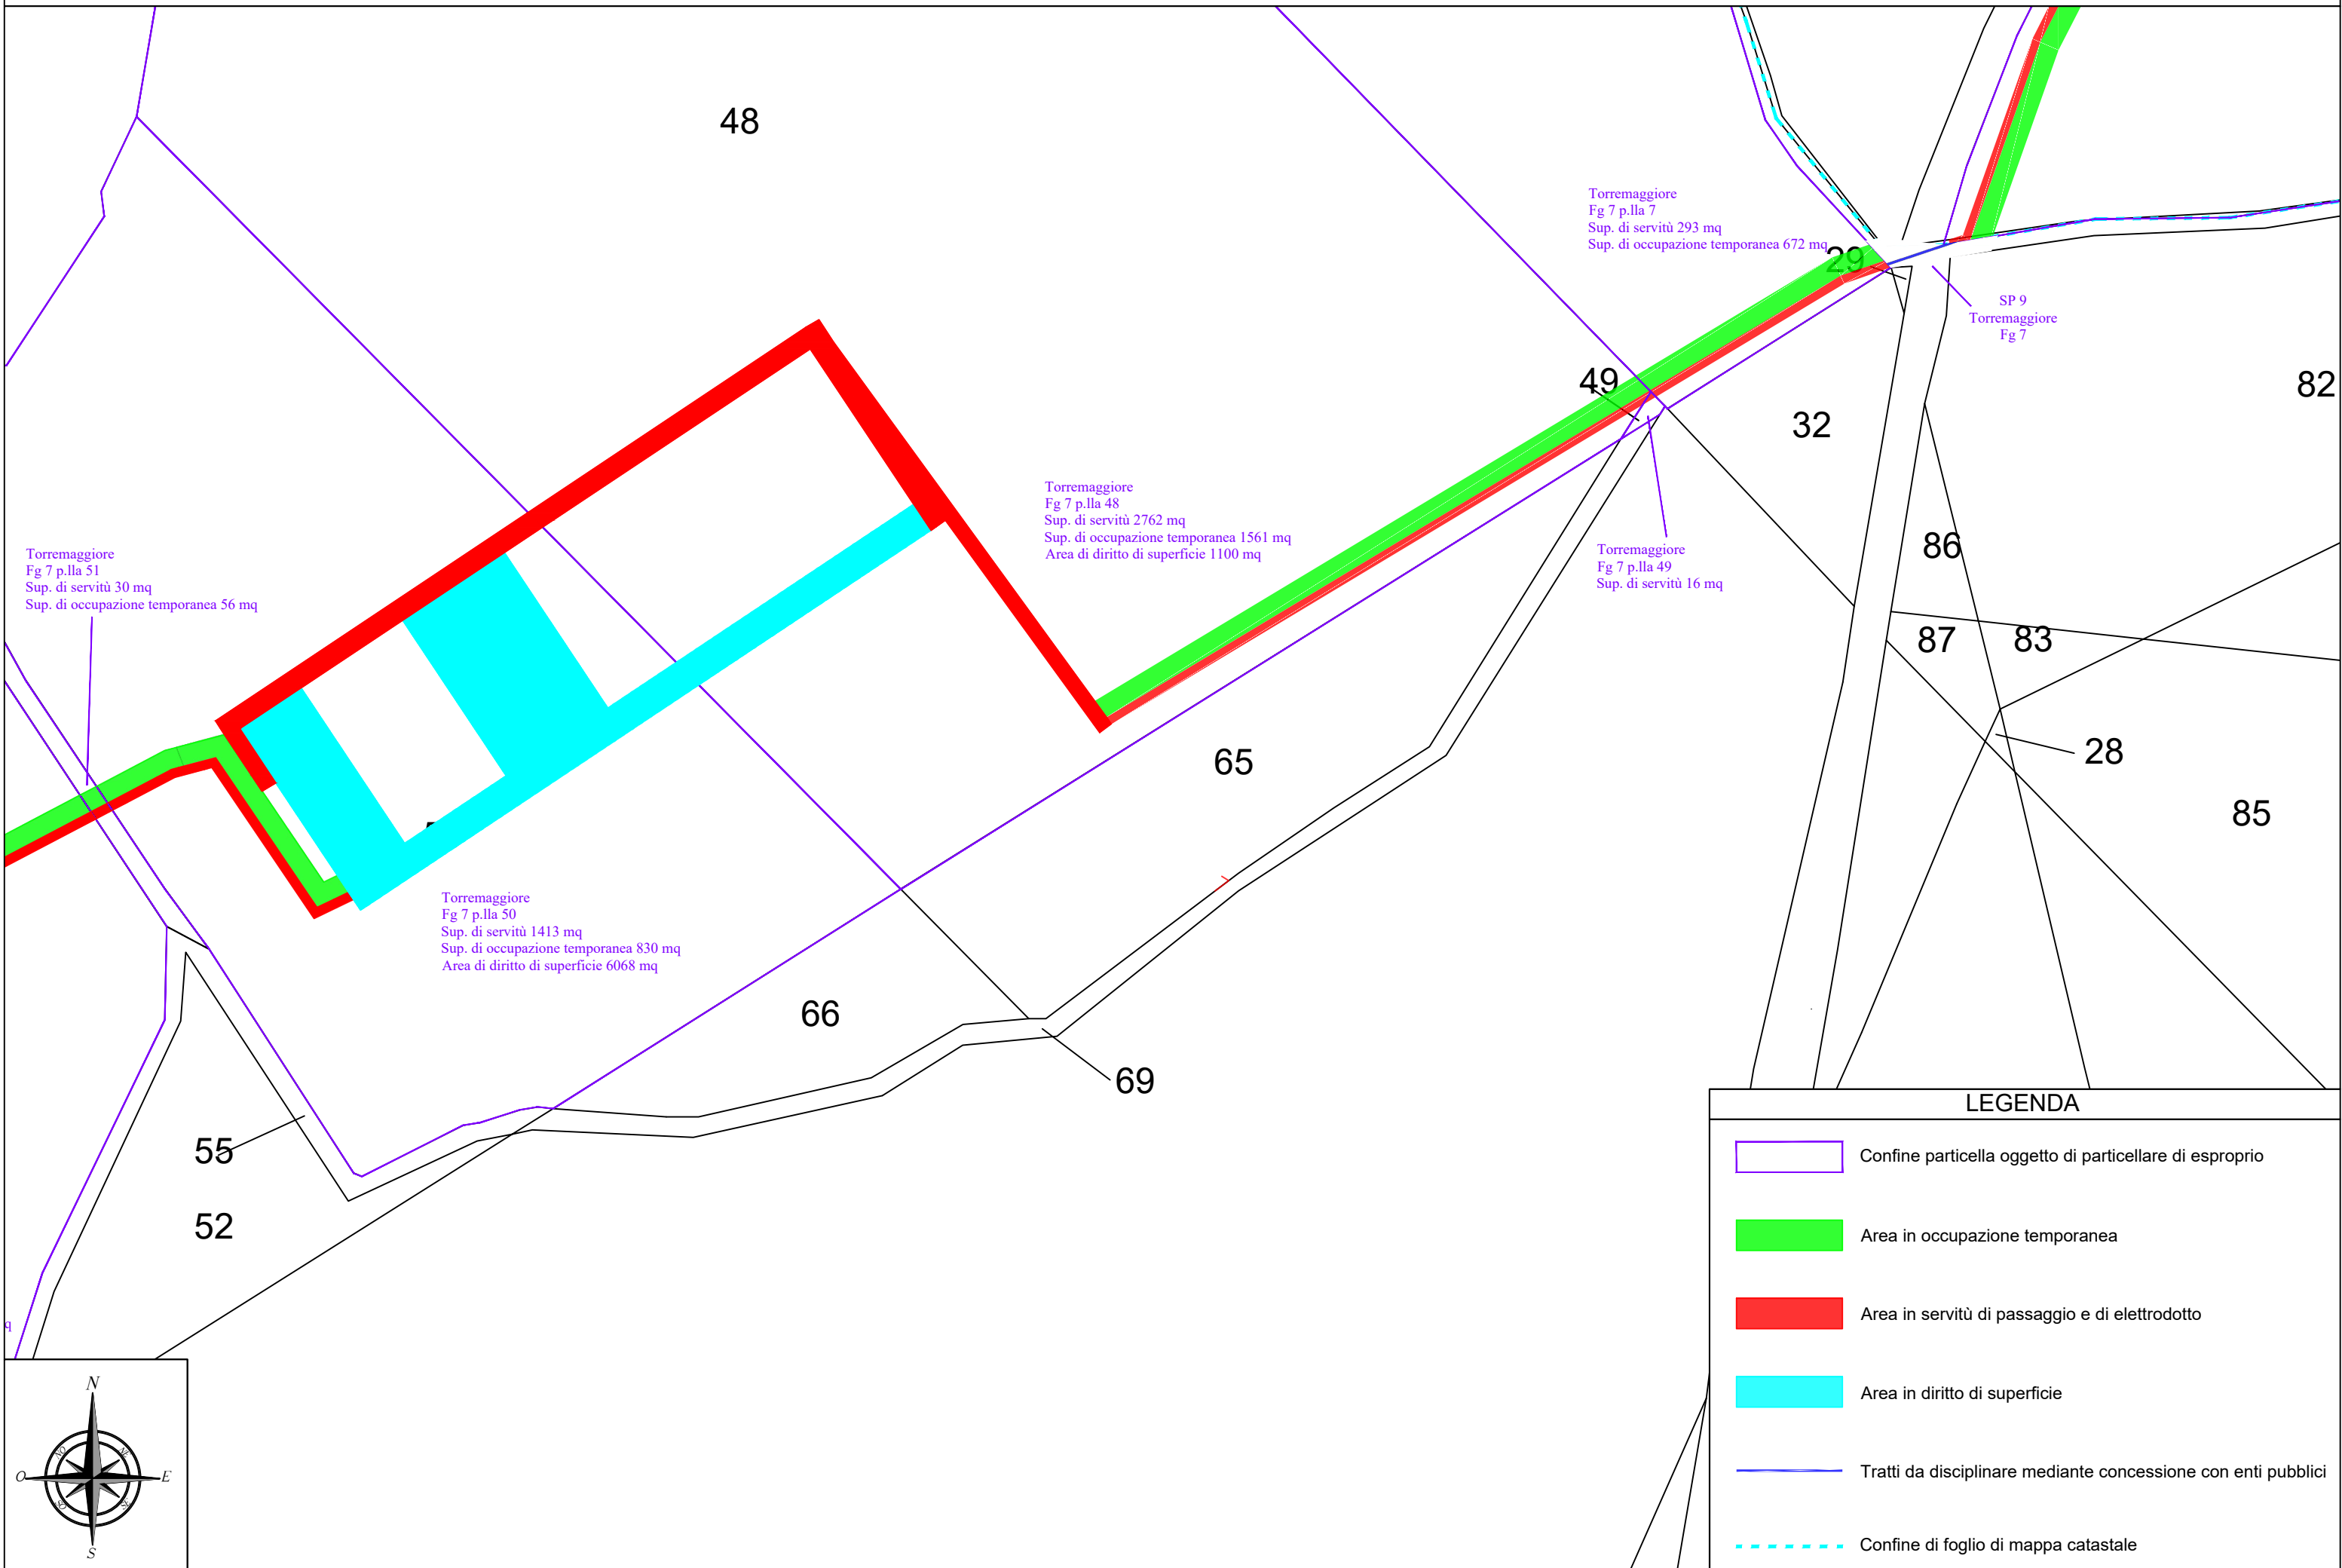 48
Torremaggiore
Fg 7 p.lla 7
Sup. di servitù 293 mq
Sup. di occupazione temporanea 672 mq
29
SP 9
Torremaggiore
Fg 7
49
32
82
Torremaggiore
Fg 7 p.lla 48
Sup. di servitù 2762 mq
Sup. di occupazione temporanea 1561 mq
Area di diritto di superficie 1100 mq
Torremaggiore
Fg 7 p.lla 51
Sup. di servitù 30 mq
Sup. di occupazione temporanea 56 mq
Torremaggiore
Fg 7 p.lla 49
Sup. di servitù 16 mq
86
87
83
28
65
85
Torremaggiore
Fg 7 p.lla 50
Sup. di servitù 1413 mq
Sup. di occupazione temporanea 830 mq
Area di diritto di superficie 6068 mq
66
69
55
52
q
LEGENDA
Confine particella oggetto di particellare di esproprio
Area in occupazione temporanea
Area in servitù di passaggio e di elettrodotto
Area in diritto di superficie
Tratti da disciplinare mediante concessione con enti pubblici
Confine di foglio di mappa catastale
N
NO
NE
O
E
S